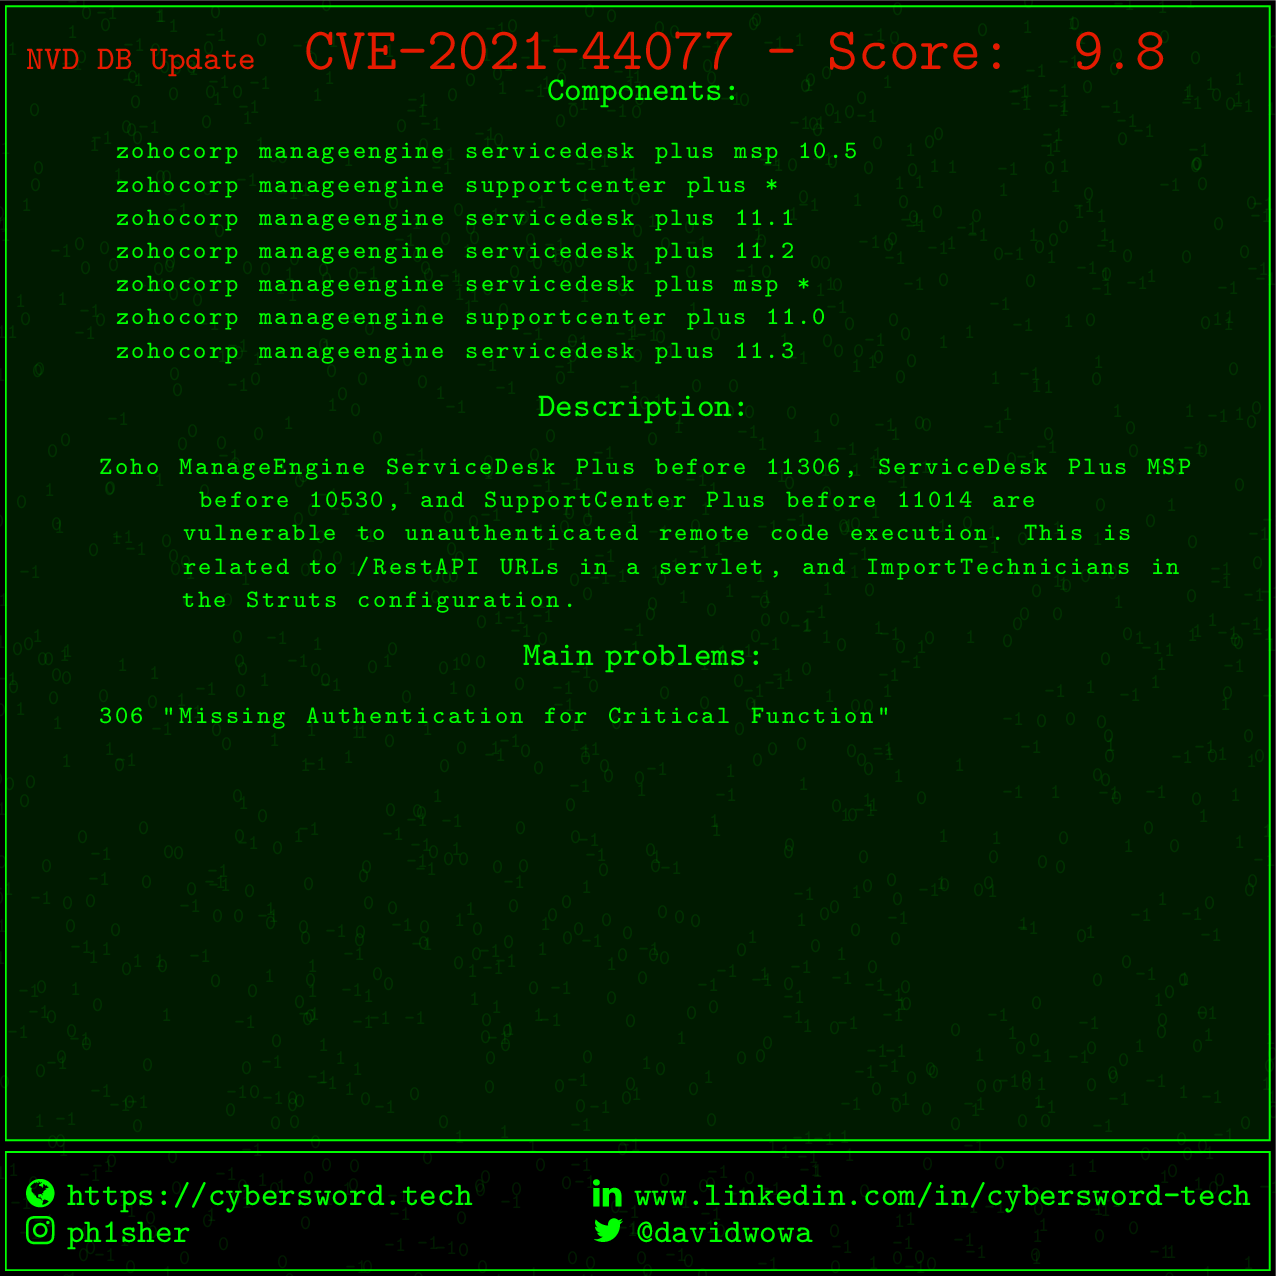 NVD DB Update CVE-2021-44077 - Score: 9.8
Components:
zohocorp manageengine servicedesk plus msp 10.5
zohocorp manageengine supportcenter plus *
zohocorp manageengine servicedesk plus 11.1
zohocorp manageengine servicedesk plus 11.2
zohocorp manageengine servicedesk plus msp *
zohocorp manageengine supportcenter plus 11.0
zohocorp manageengine servicedesk plus 11.3
Description:
Zoho ManageEngine ServiceDesk Plus before 11306, ServiceDesk Plus MSP
before 10530, and SupportCenter Plus before 11014 are
vulnerable to unauthenticated remote code execution. This is
related to /RestAPI URLs in a servlet, and ImportTechnicians in
the Struts configuration.
Main problems:
306 "Missing Authentication for Critical Function"
https://cybersword.tech www.linkedin.com/in/cybersword-tech
ph1sher @davidwowa